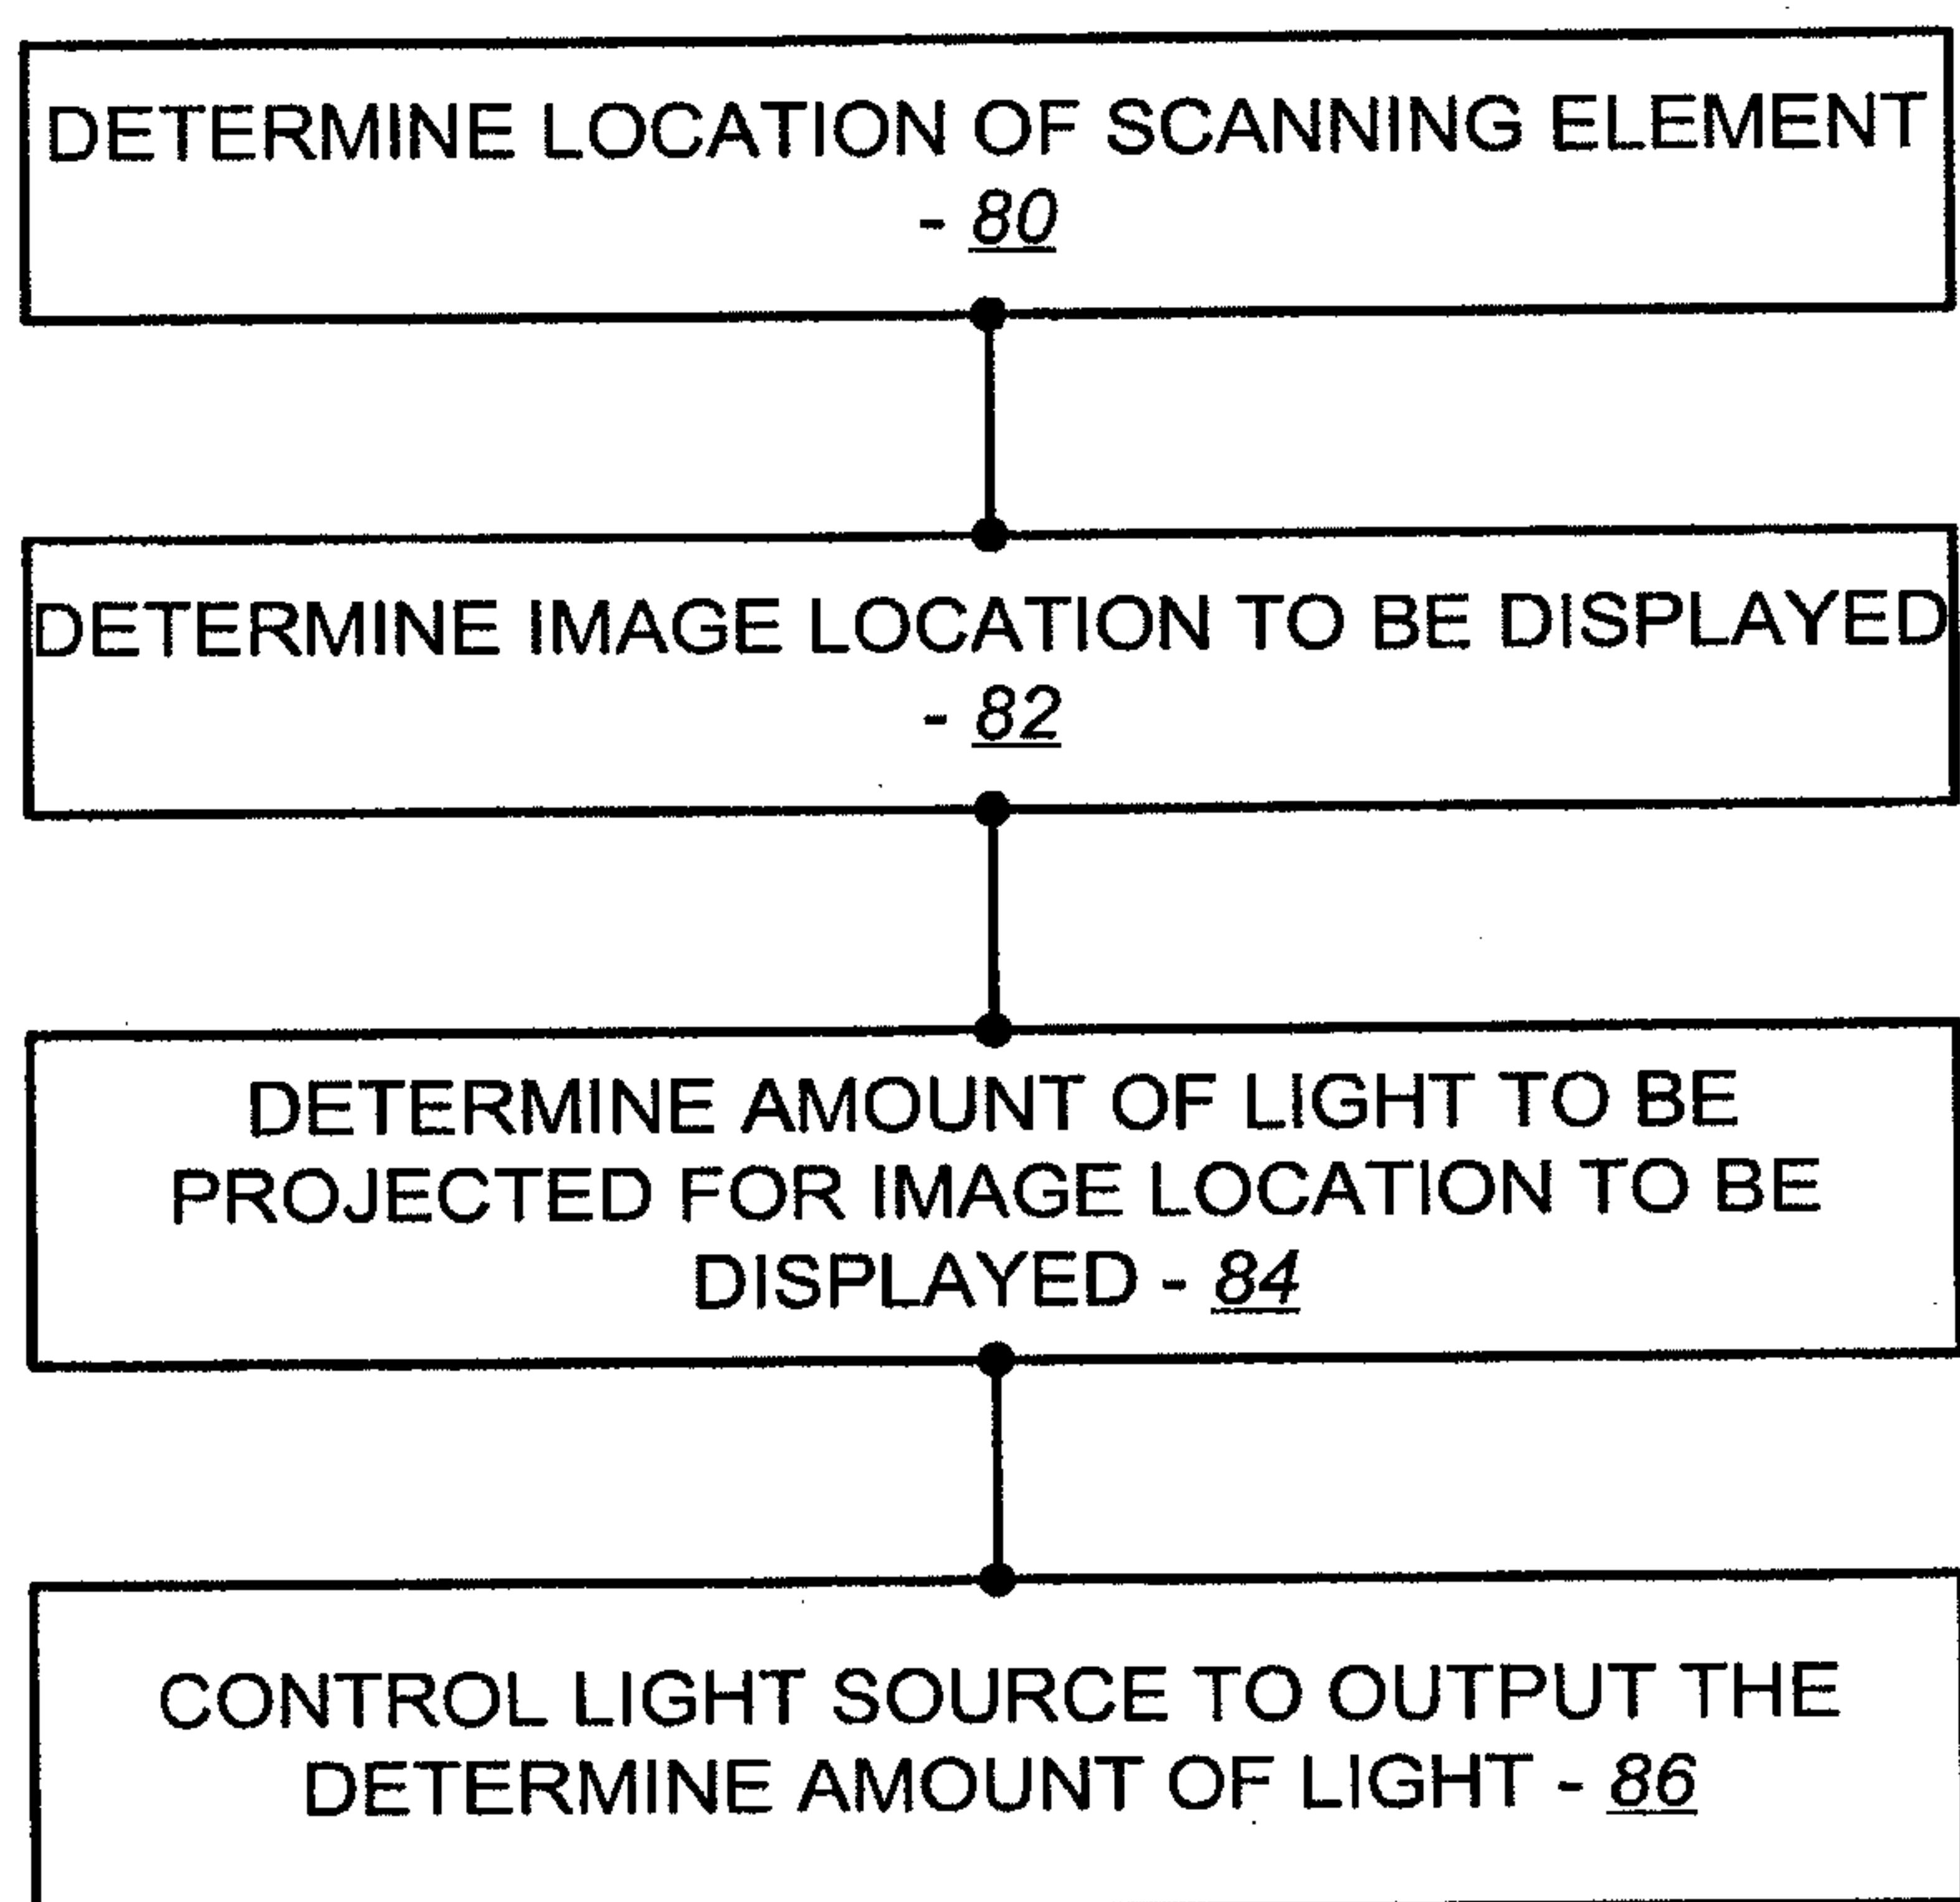 DETERMINE LOCATION OF SCANNING ELEMENT
- 80
DETERMINE IMAGE LOCATION TO BE DISPLAYED
- 82
DETERMINE AMOUNT OF LIGHT TO BE
PROJECTED FOR IMAGE LOCATION TO BE
DISPLAYED - 84
CONTROL LIGHT SOURCE TO OUTPUT THE
DETERMINE AMOUNT OF LIGHT - 86